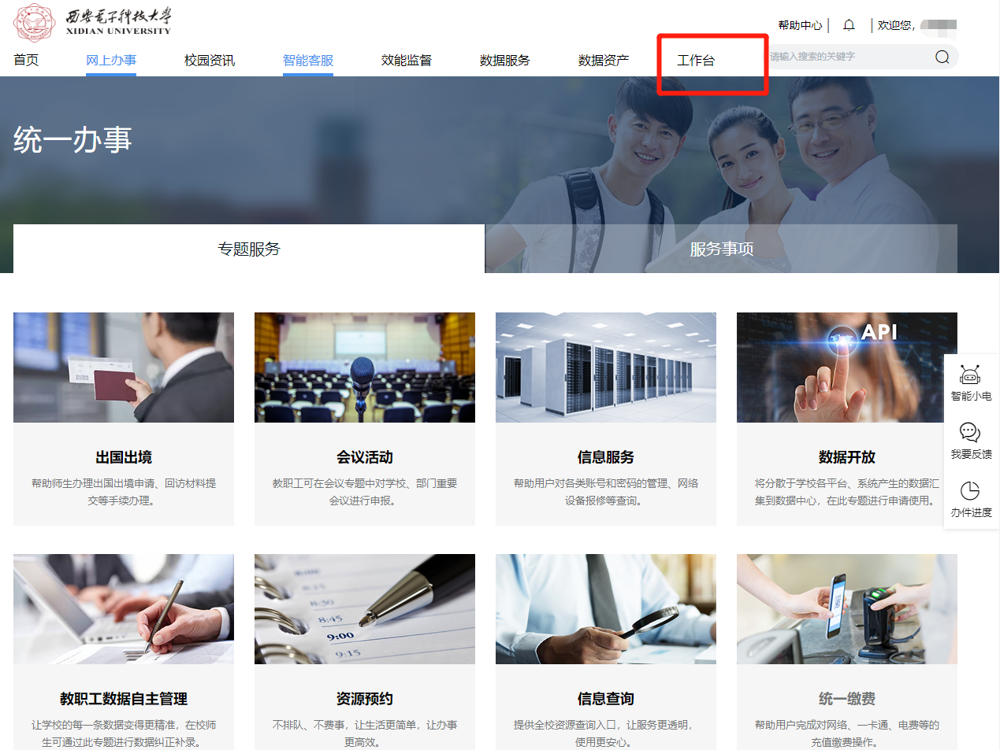 西安电子科技大学
XIDIAN UNIVERSITY
帮助中心
欢迎您,
首页
网上办事
校园资讯
智能客服
效能监督
数据服务
数据资产
工作台
请输入搜索的关键字
统一办事
专题服务
服务事项
API
智能小电
我要反馈
办件进度
出国出境
帮助师生办理出国出境申请、回访材料提
交等手续办理。
会议活动
教职工可在会议专题中对学校、部门重要
会议进行申报。
信息服务
帮助用户对各类账号和密码的管理、网络
设备报修等查询。
数据开放
将分散于学校各平台、系统产生的数据汇
集到数据中心，在此专题进行申请使用。
8:30
8:45
9:00
9:15
教职工数据自主管理
让学校的每一条数据变得更精准，在校师
生可通过此专题进行数据纠正补录。
资源预约
不排队、不费事，让生活更简单，让办事
更高效。
信息查询
提供全校资源查询入口，让服务更透明，
使用更安心。
统一缴费
帮助用户完成对网络、一卡通、电费等的
充值缴费操作。